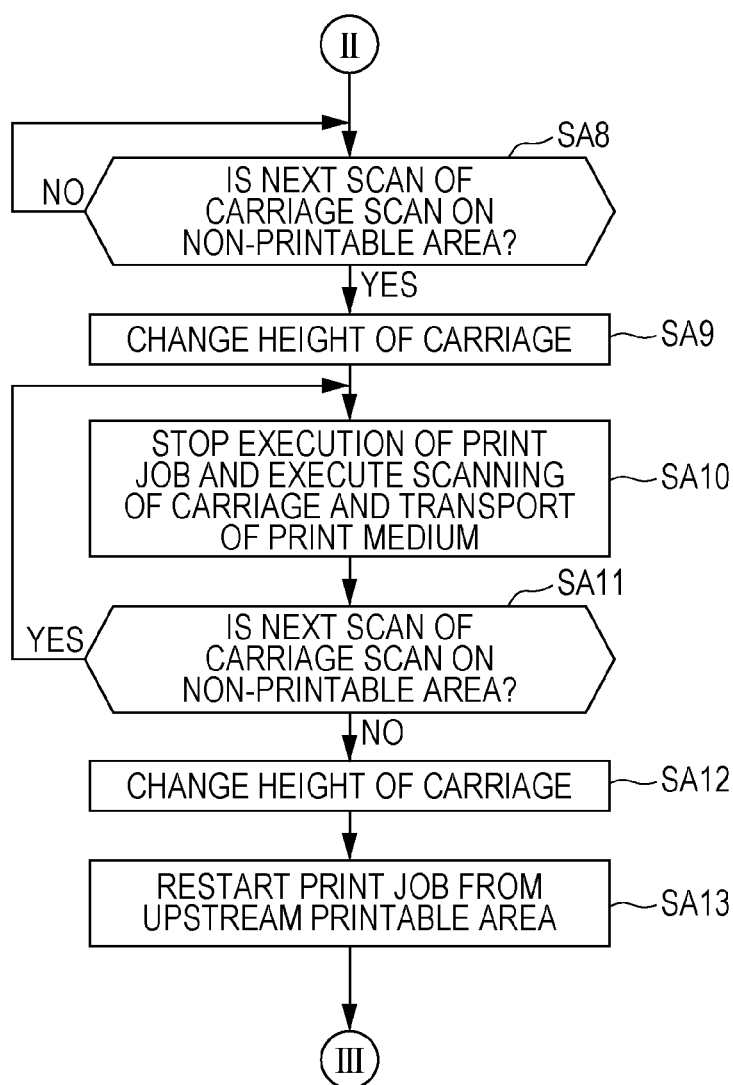 II
SA8
IS NEXT SCAN OF
CARRIAGE SCAN ON
NON-PRINTABLE AREA?
NO
YES
CHANGE HEIGHT OF CARRIAGE
SA9
STOP EXECUTION OF PRINT
JOB AND EXECUTE SCANNING
OF CARRIAGE AND TRANSPORT
OF PRINT MEDIUM
SA10
SA11
IS NEXT SCAN OF
CARRIAGE SCAN ON
NON-PRINTABLE AREA?
YES
NO
CHANGE HEIGHT OF CARRIAGE
SA12
RESTART PRINT JOB FROM
UPSTREAM PRINTABLE AREA
SA13
III